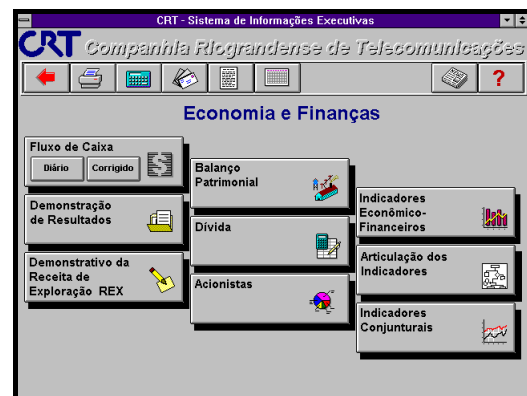 CRT - Sistema de Informações Executivas
CRT Companhia Riograndense de Telecomunicações
?
Economia e Finanças
Fluxo de Caixa
Diário
Corrigido
Demonstração
de Resultados
Demonstrativo da
Receita de
Exploração REX
Balanço
Patrimonial
Dívida
Acionistas
Indicadores
Econômico-
Financeiros
Articulação dos
Indicadores
Indicadores
Conjunturais